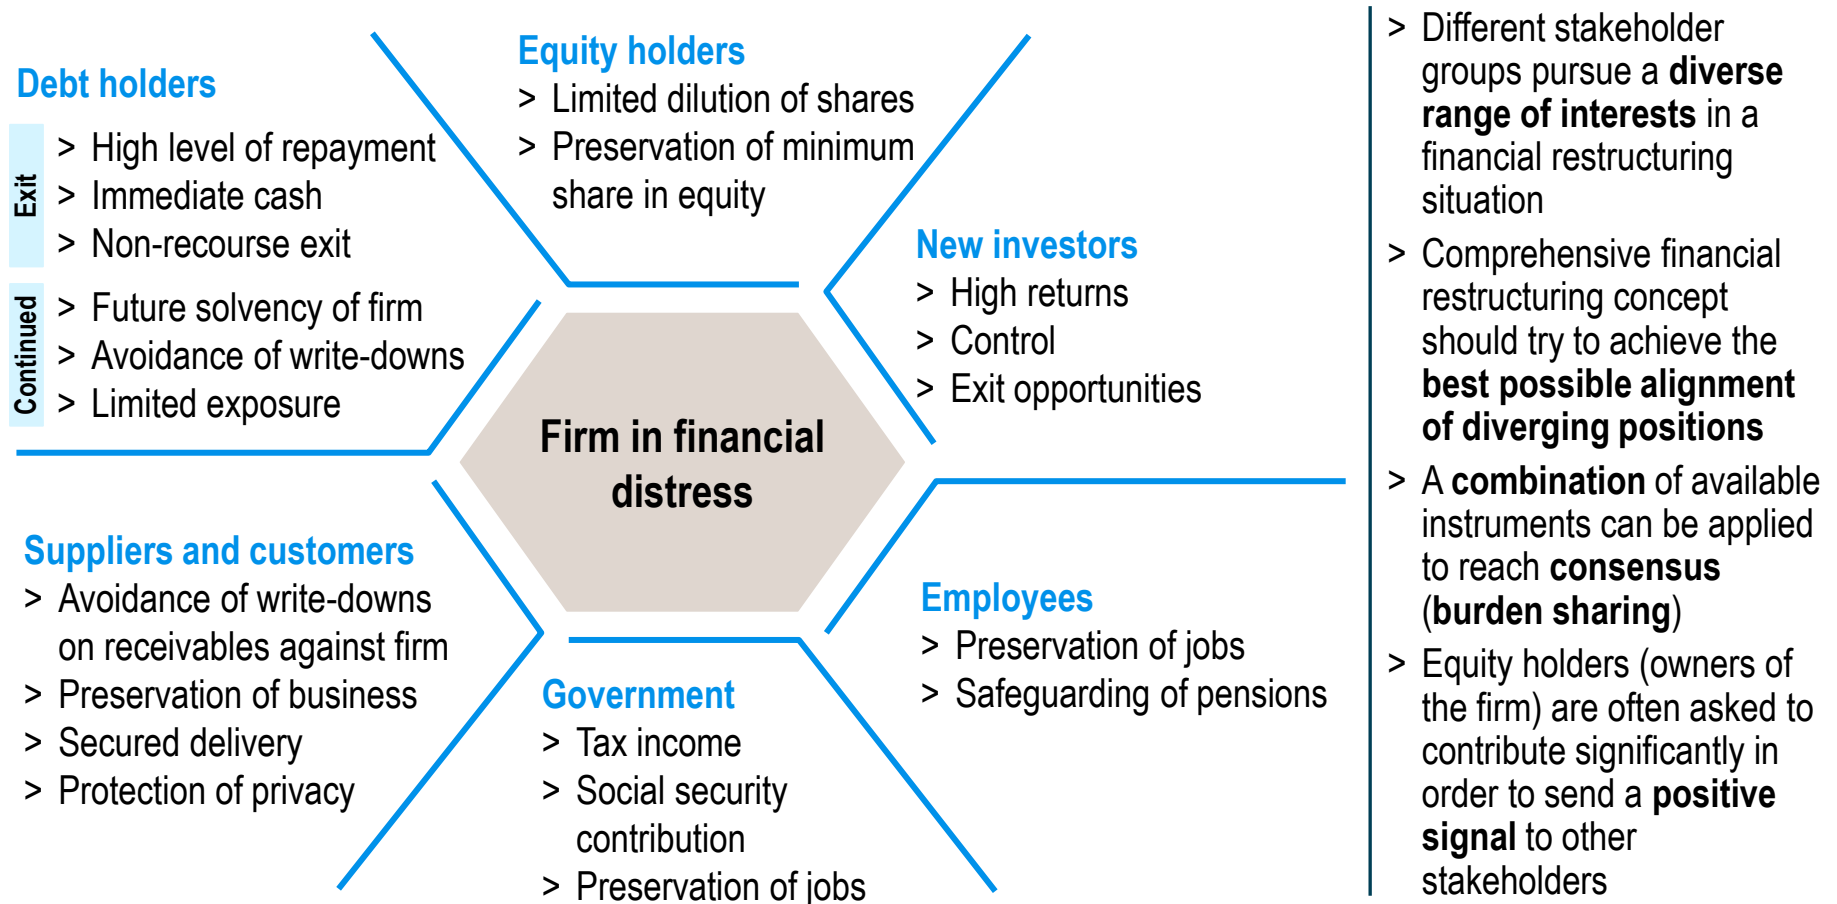 Debt holders
Exit
> High level of repayment
> Immediate cash
> Non-recourse exit
Continued
> Future solvency of firm
> Avoidance of write-downs
> Limited exposure
Equity holders
> Limited dilution of shares
> Preservation of minimum
share in equity
New investors
> High returns
> Control
> Exit opportunities
Firm in financial
distress
Suppliers and customers
> Avoidance of write-downs
on receivables against firm
> Preservation of business
> Secured delivery
> Protection of privacy
Government
> Tax income
> Social security
contribution
> Preservation of jobs
Employees
> Preservation of jobs
> Safeguarding of pensions
> Different stakeholder
groups pursue a diverse
range of interests in a
financial restructuring
situation
> Comprehensive financial
restructuring concept
should try to achieve the
best possible alignment
of diverging positions
> A combination of available
instruments can be applied
to reach consensus
(burden sharing)
> Equity holders (owners of
the firm) are often asked to
contribute significantly in
order to send a positive
signal to other
stakeholders